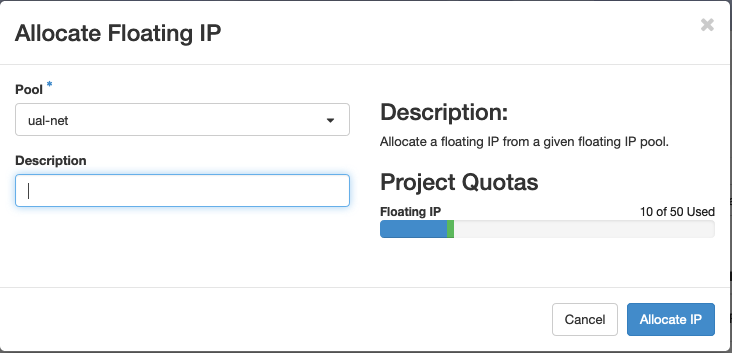 Allocate Floating IP
×
Pool *
ual-net
Description
Description:
Allocate a floating IP from a given floating IP pool.
Project Quotas
Floating IP
10 of 50 Used
Cancel
Allocate IP